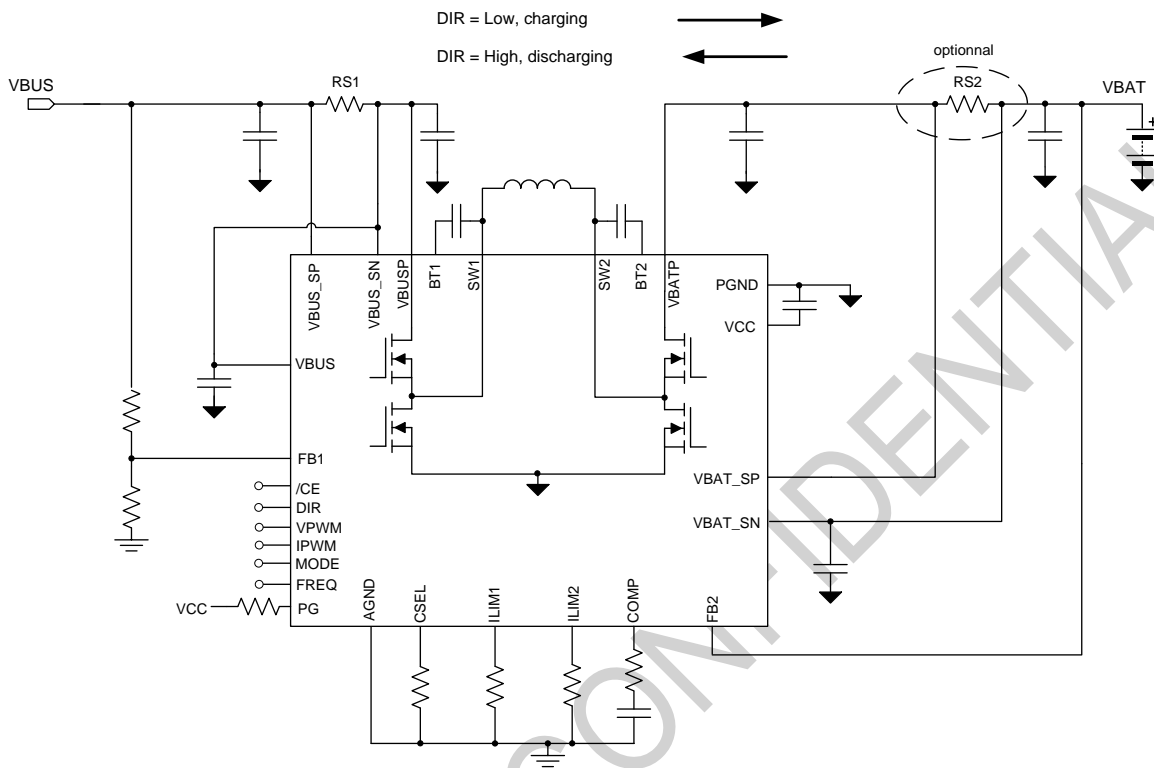 DIR = Low, charging
DIR = High, discharging
optionnal
VBUS
RS1
RS2
VBAT
+
VBUS_SP
VBUS_SN
VBUSP
BT1
SW1
SW2
BT2
VBATP
PGND
VCC
VBUS
FB1
/CE
DIR
VPWM
IPWM
MODE
FREQ
VCC
PG
VBAT_SP
VBAT_SN
AGND
CSEL
ILIM1
ILIM2
COMP
FB2
CONFIDENTIAL